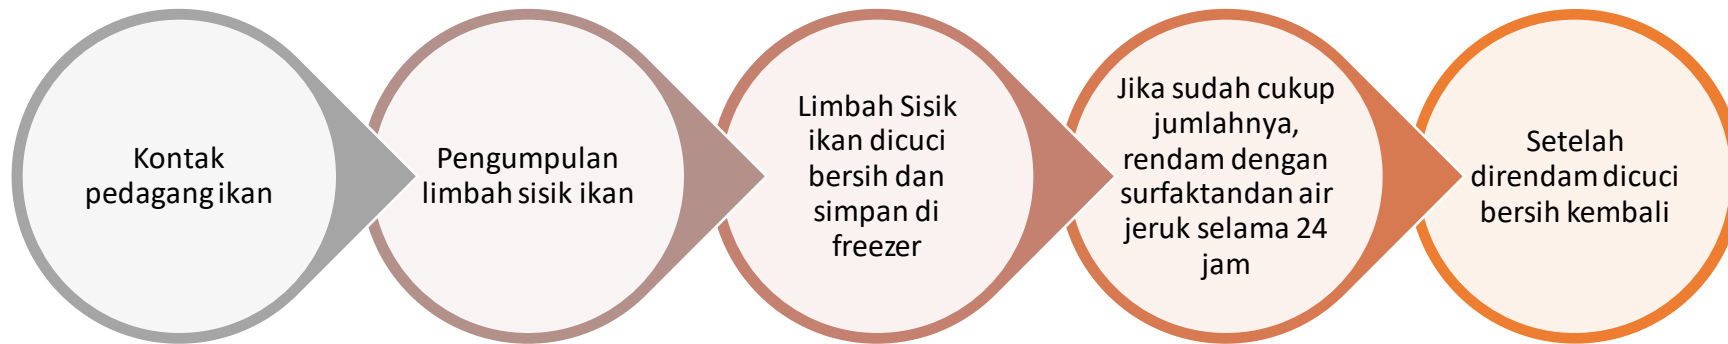 Kontak
pedagang ikan
Pengumpulan
limbah sisik ikan
Limbah Sisik
ikan dicuci
bersih dan
simpan di
freezer
Jika sudah cukup
jumlahnya,
rendam dengan
surfaktandan air
jeruk selama 24
jam
Setelah
direndam dicuci
bersih kembali